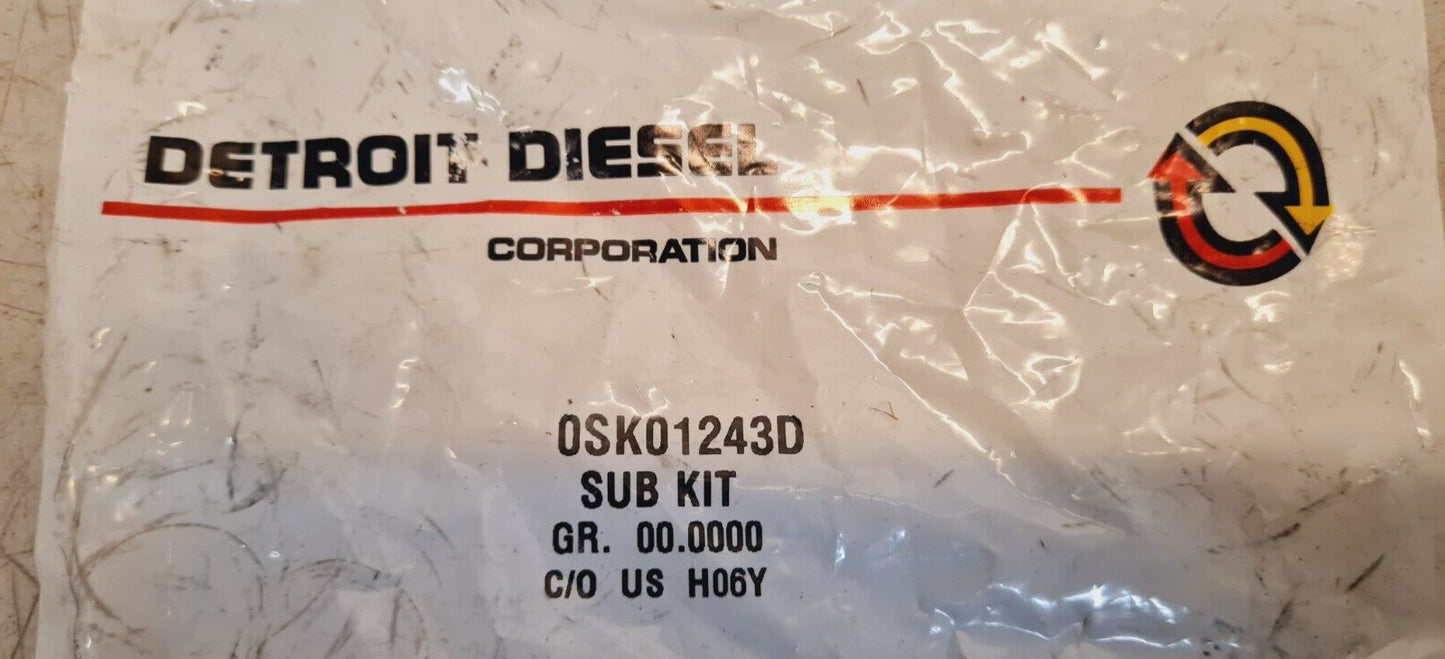 DETROIT DIESEL
CORPORATION
0SK01243D
SUB KIT
GR. 00.0000
C/O US H06Y